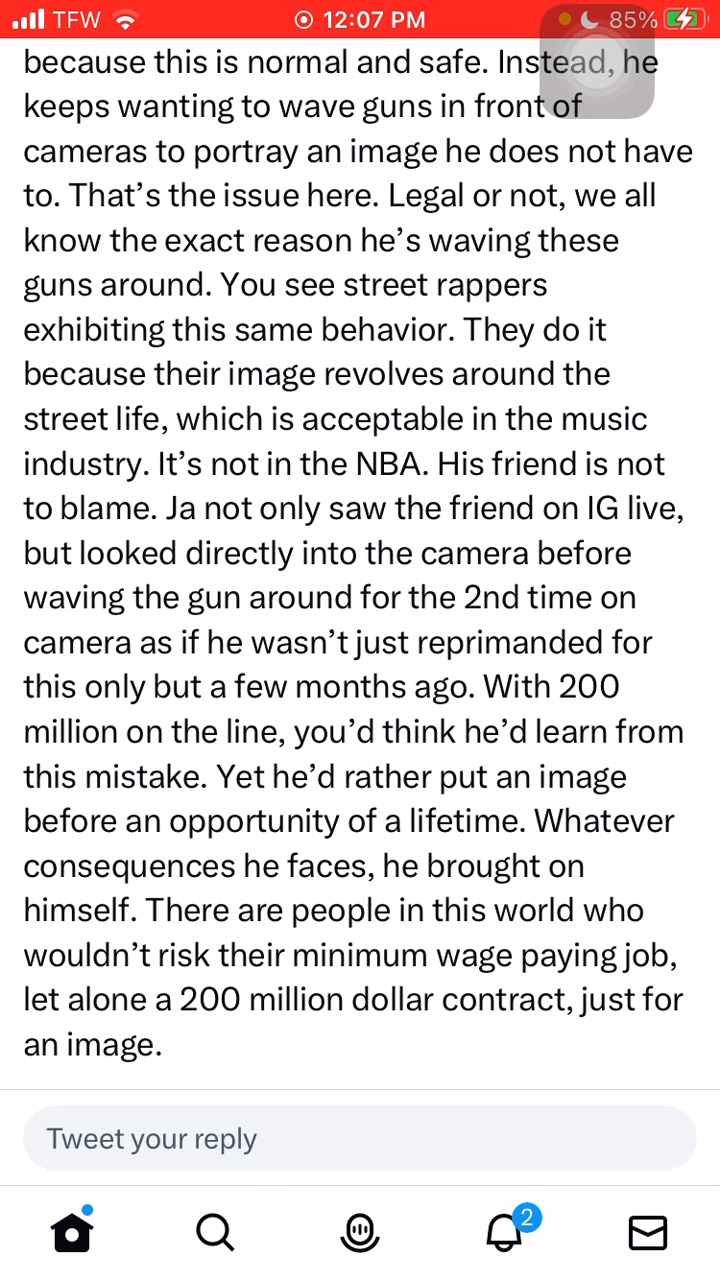 TFW 12:07 PM 85%
because this is normal and safe. Instead, he
keeps wanting to wave guns in front of
cameras to portray an image he does not have
to. That’s the issue here. Legal or not, we all
know the exact reason he’s waving these
guns around. You see street rappers
exhibiting this same behavior. They do it
because their image revolves around the
street life, which is acceptable in the music
industry. It’s not in the NBA. His friend is not
to blame. Ja not only saw the friend on IG live,
but looked directly into the camera before
waving the gun around for the 2nd time on
camera as if he wasn’t just reprimanded for
this only but a few months ago. With 200
million on the line, you’d think he’d learn from
this mistake. Yet he’d rather put an image
before an opportunity of a lifetime. Whatever
consequences he faces, he brought on
himself. There are people in this world who
wouldn’t risk their minimum wage paying job,
let alone a 200 million dollar contract, just for
an image.
Tweet your reply
2